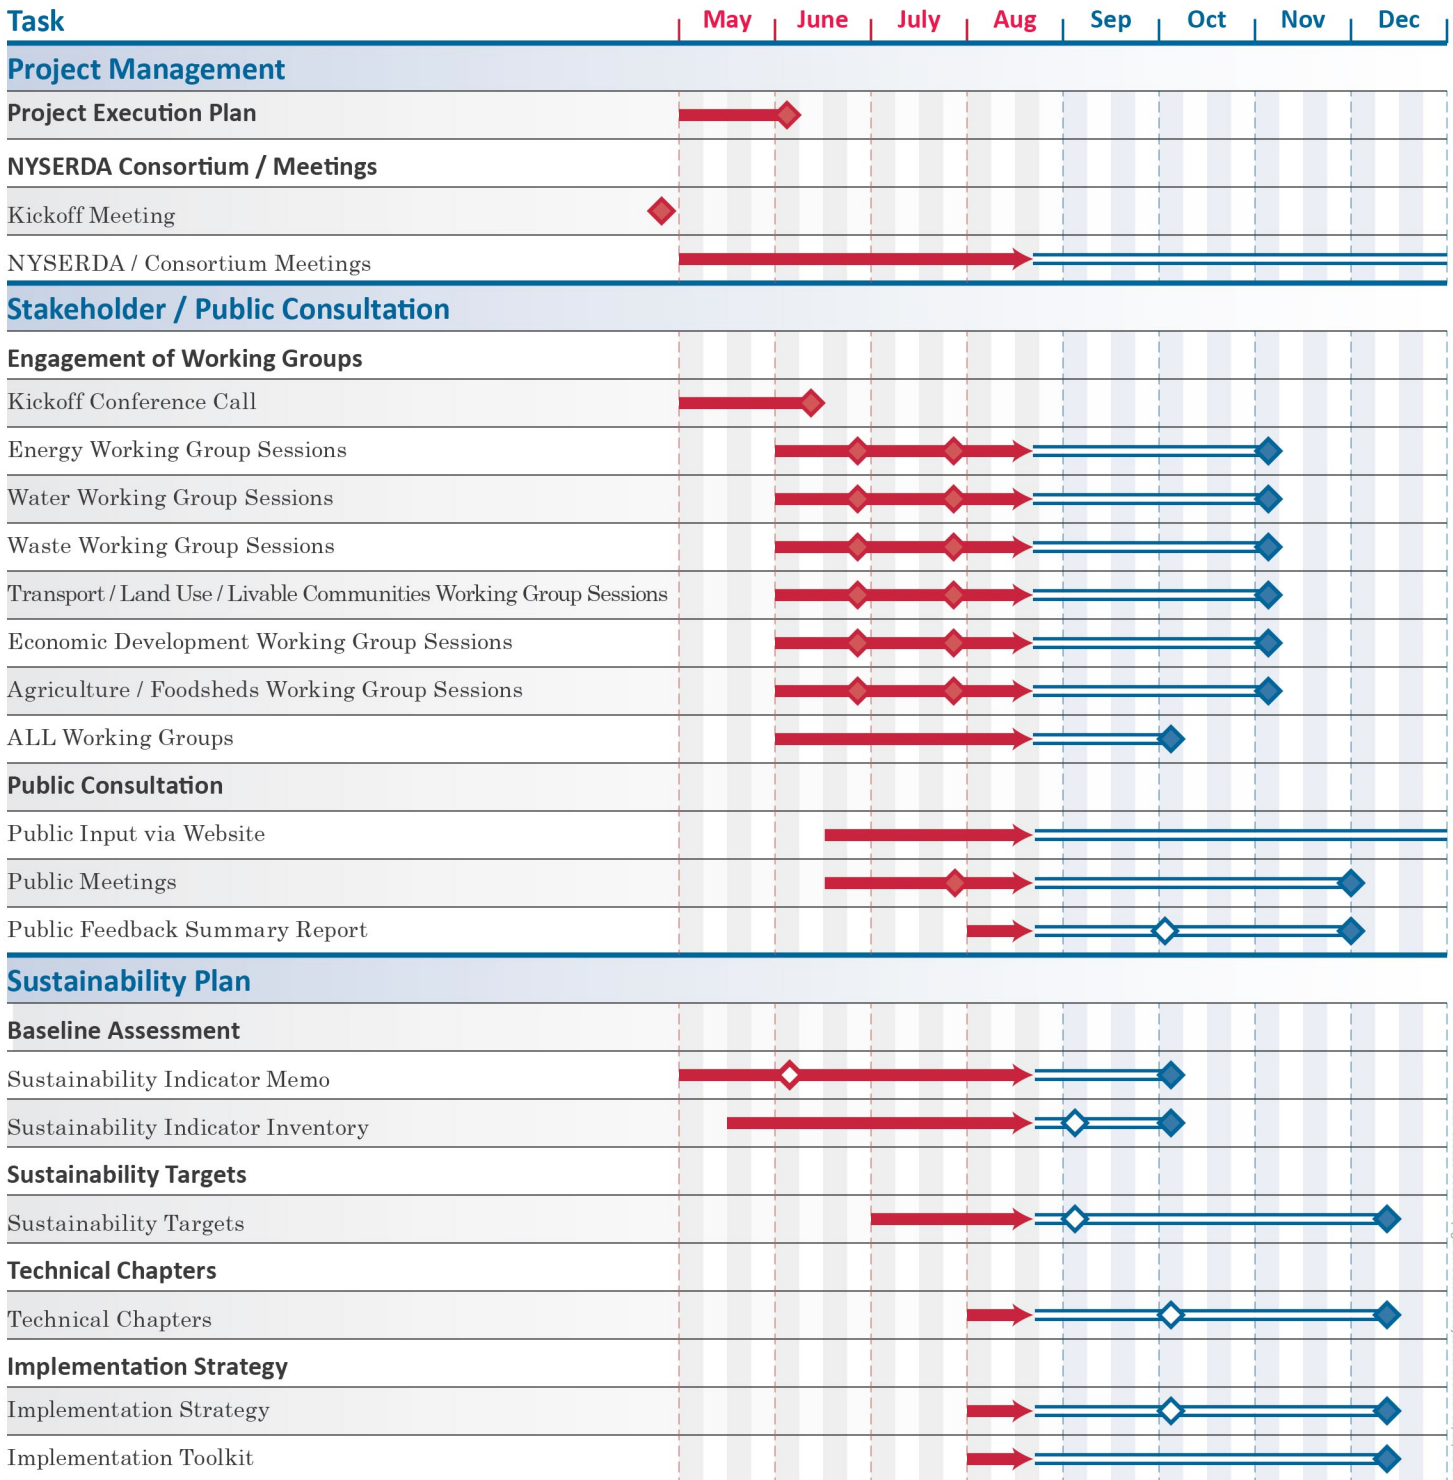 Task May June July Aug Sep Oct Nov Dec
Project Management
Project Execution Plan
NYSERDA Consortium / Meetings
Kickoff Meeting
NYSERDA / Consortium Meetings
Stakeholder / Public Consultation
Engagement of Working Groups
Kickoff Conference Call
Energy Working Group Sessions
Water Working Group Sessions
Waste Working Group Sessions
Transport / Land Use / Livable Communities Working Group Sessions
Economic Development Working Group Sessions
Agriculture / Foodsheds Working Group Sessions
ALL Working Groups
Public Consultation
Public Input via Website
Public Meetings
Public Feedback Summary Report
Sustainability Plan
Baseline Assessment
Sustainability Indicator Memo
Sustainability Indicator Inventory
Sustainability Targets
Sustainability Targets
Technical Chapters
Technical Chapters
Implementation Strategy
Implementation Strategy
Implementation Toolkit